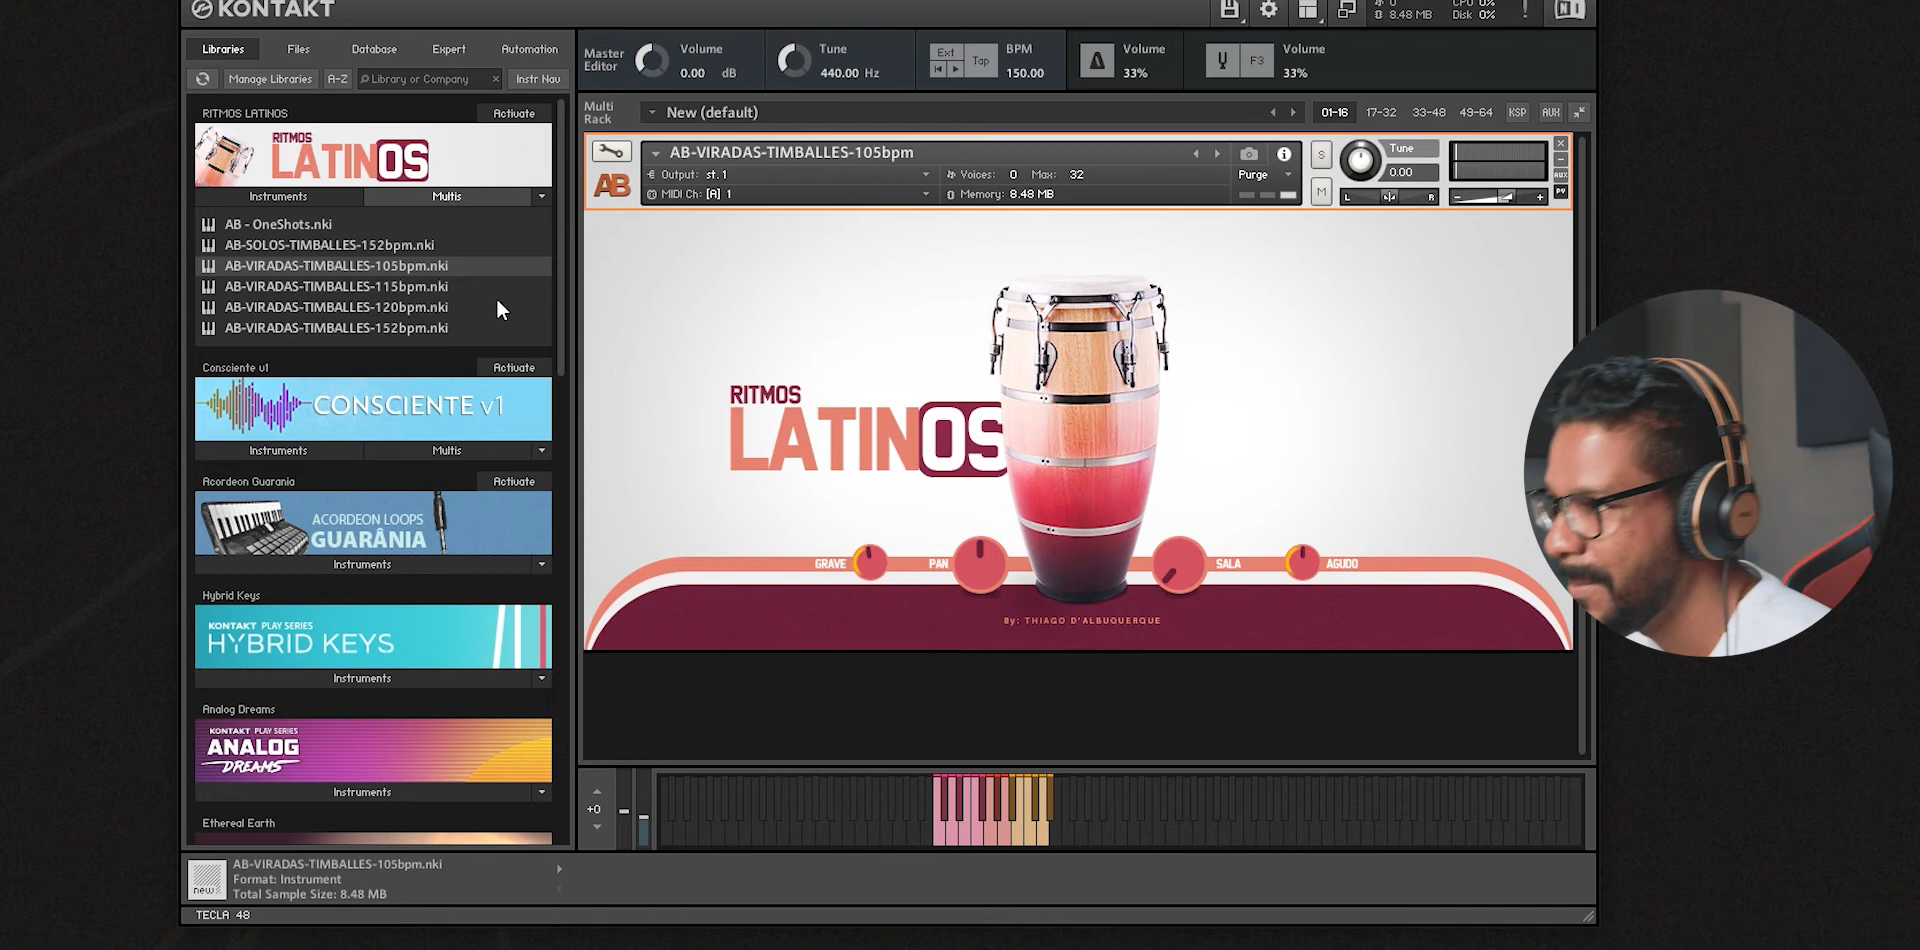 KONTAKT
8.48 MB
CPU 0%
Disk 0%
Libraries
Files
Database
Expert
Automation
Manage Libraries
A-Z
Library or Company
Instr Nav
Master Editor
Volume
0.00 dB
Tune
440.00 Hz
Ext
Tap
BPM
150.00
Volume
33%
F3
Volume
33%
Multi Rack
New (default)
01-16
17-32
33-48
49-64
KSP
AUX
RITMOS LATINOS
Activate
RITMOS
LATINOS
Instruments
Multis
AB - OneShots.nki
AB-SOLOS-TIMBALLES-152bpm.nki
AB-VIRADAS-TIMBALLES-105bpm.nki
AB-VIRADAS-TIMBALLES-115bpm.nki
AB-VIRADAS-TIMBALLES-120bpm.nki
AB-VIRADAS-TIMBALLES-152bpm.nki
Consciente v1
Activate
CONSCIENTE v1
Instruments
Multis
Acordeon Guarania
Activate
ACORDEON LOOPS
GUARÂNIA
Instruments
Hybrid Keys
KONTAKT PLAY SERIES
HYBRID KEYS
Instruments
Analog Dreams
KONTAKT PLAY SERIES
ANALOG
DREAMS
Instruments
Ethereal Earth
AB
AB-VIRADAS-TIMBALLES-105bpm
Output: st.1
Voices: 0 Max: 32
Purge
MIDI Ch: [A] 1
Memory: 8.48 MB
S
M
Tune
0.00
L
R
AUX
PV
RITMOS
LATINOS
GRAVE
PAN
SALA
AGUDO
By: THIAGO D'ALBUQUERQUE
+0
new
AB-VIRADAS-TIMBALLES-105bpm.nki
Format: Instrument
Total Sample Size: 8.48 MB
TECLA 48